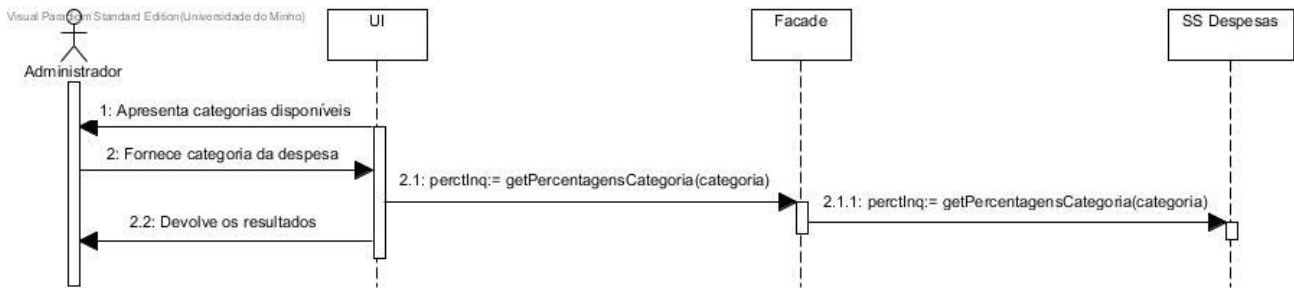 Visual Paradigm Standard Edition(Universidade do Minho)
UI
Facade
SS Despesas
Administrador
1: Apresenta categorias disponíveis
2: Fornece categoria da despesa
2.1: perctInq:= getPercentagensCategoria(categoria)
2.1.1: perctInq:= getPercentagensCategoria(categoria)
2.2: Devolve os resultados